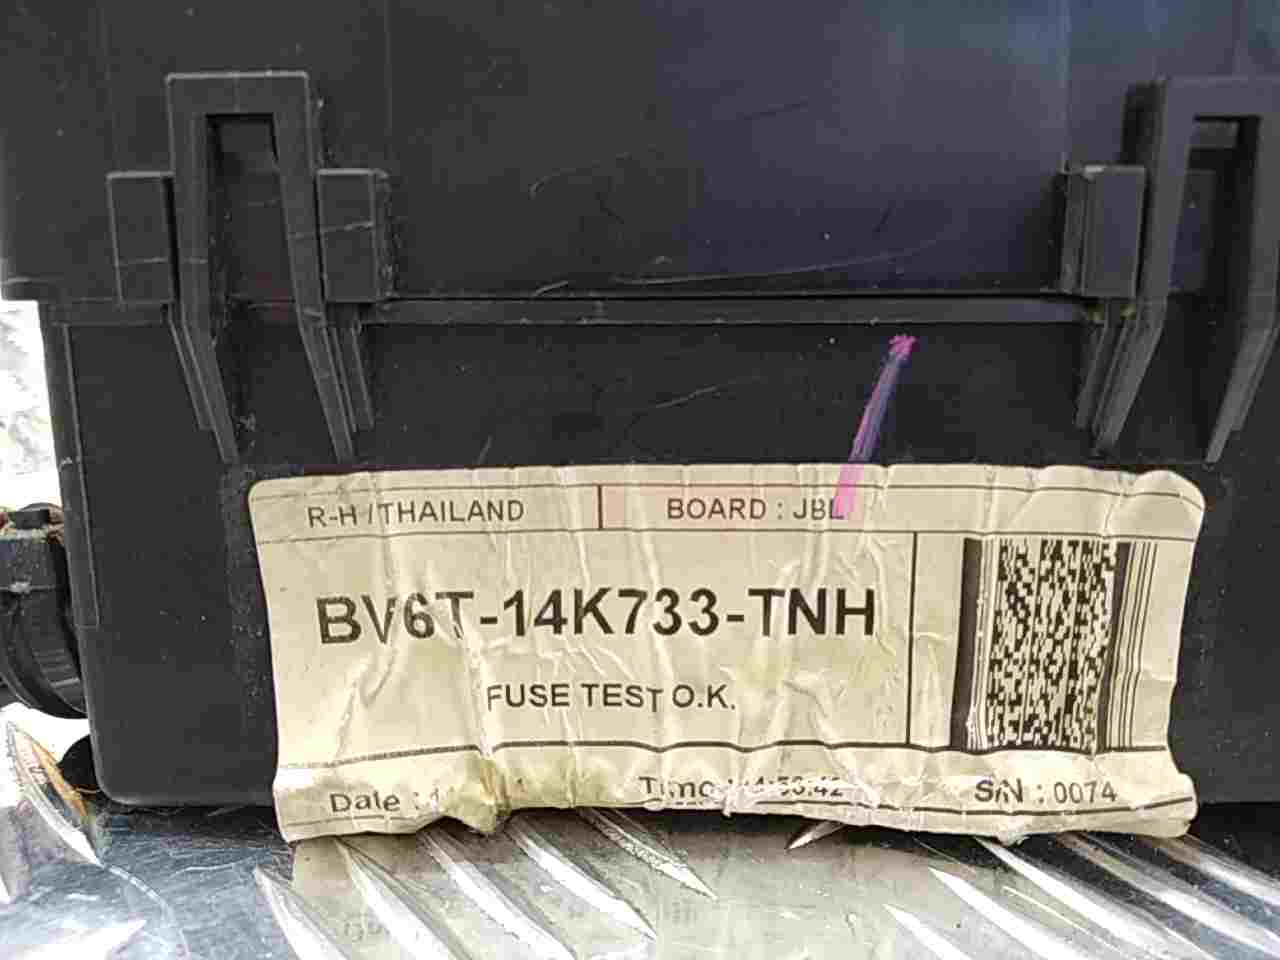 R-H / THAILAND
BOARD : JBL
BV6T-14K733-TNH
FUSE TEST O.K.
Date :
Time
S/N : 0074